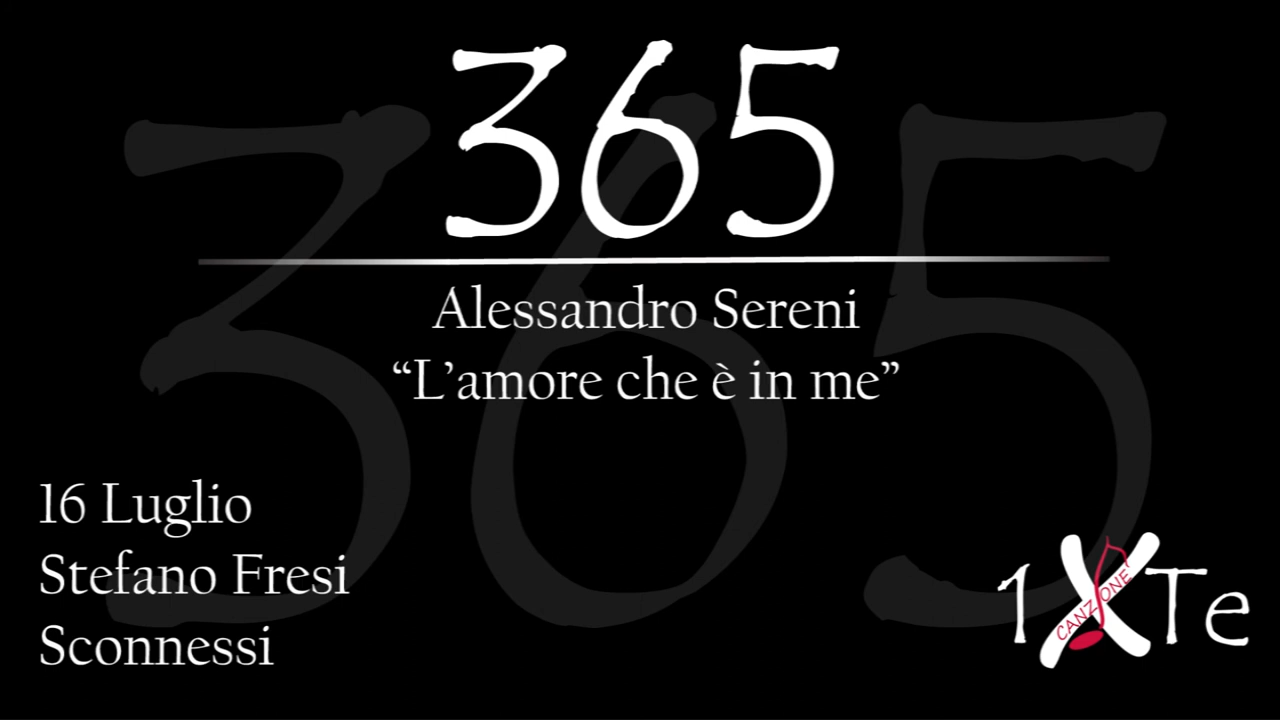 365
Alessandro Sereni
“L’amore che è in me”
16 Luglio
Stefano Fresi
Sconnessi
1XTe
CANZONE